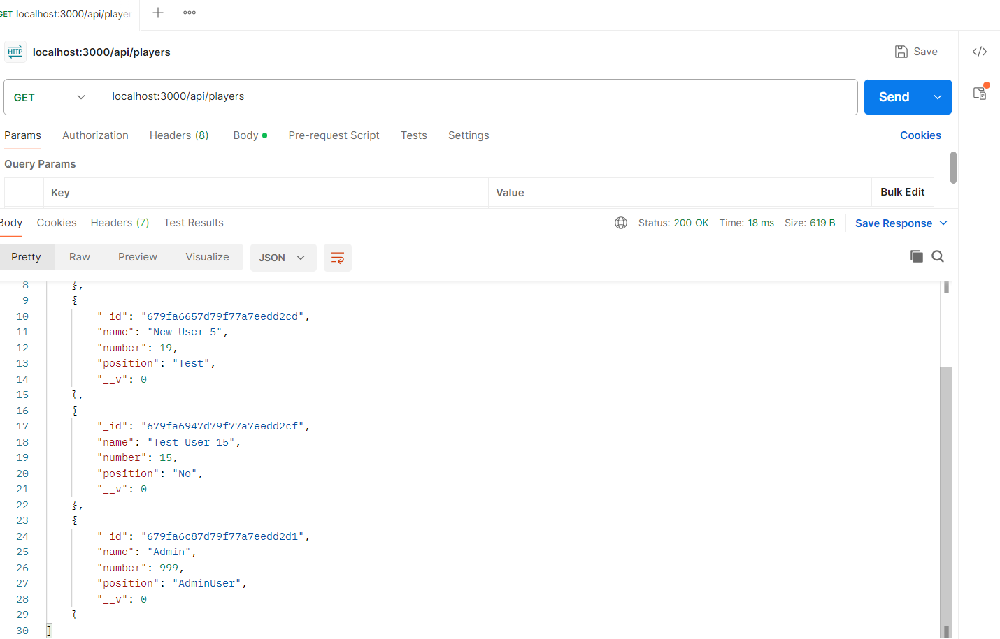 GET localhost:3000/api/player
HTTP localhost:3000/api/players
Save
GET localhost:3000/api/players
Send
Params Authorization Headers (8) Body Pre-request Script Tests Settings Cookies
Query Params
Key Value Bulk Edit
Body Cookies Headers (7) Test Results Status: 200 OK Time: 18 ms Size: 619 B Save Response
Pretty Raw Preview Visualize JSON
8 },
9 {
10 "_id": "679fa6657d79f77a7eedd2cd",
11 "name": "New User 5",
12 "number": 19,
13 "position": "Test",
14 "__v": 0
15 },
16 {
17 "_id": "679fa6947d79f77a7eedd2cf",
18 "name": "Test User 15",
19 "number": 15,
20 "position": "No",
21 "__v": 0
22 },
23 {
24 "_id": "679fa6c87d79f77a7eedd2d1",
25 "name": "Admin",
26 "number": 999,
27 "position": "AdminUser",
28 "__v": 0
29 }
30 ]